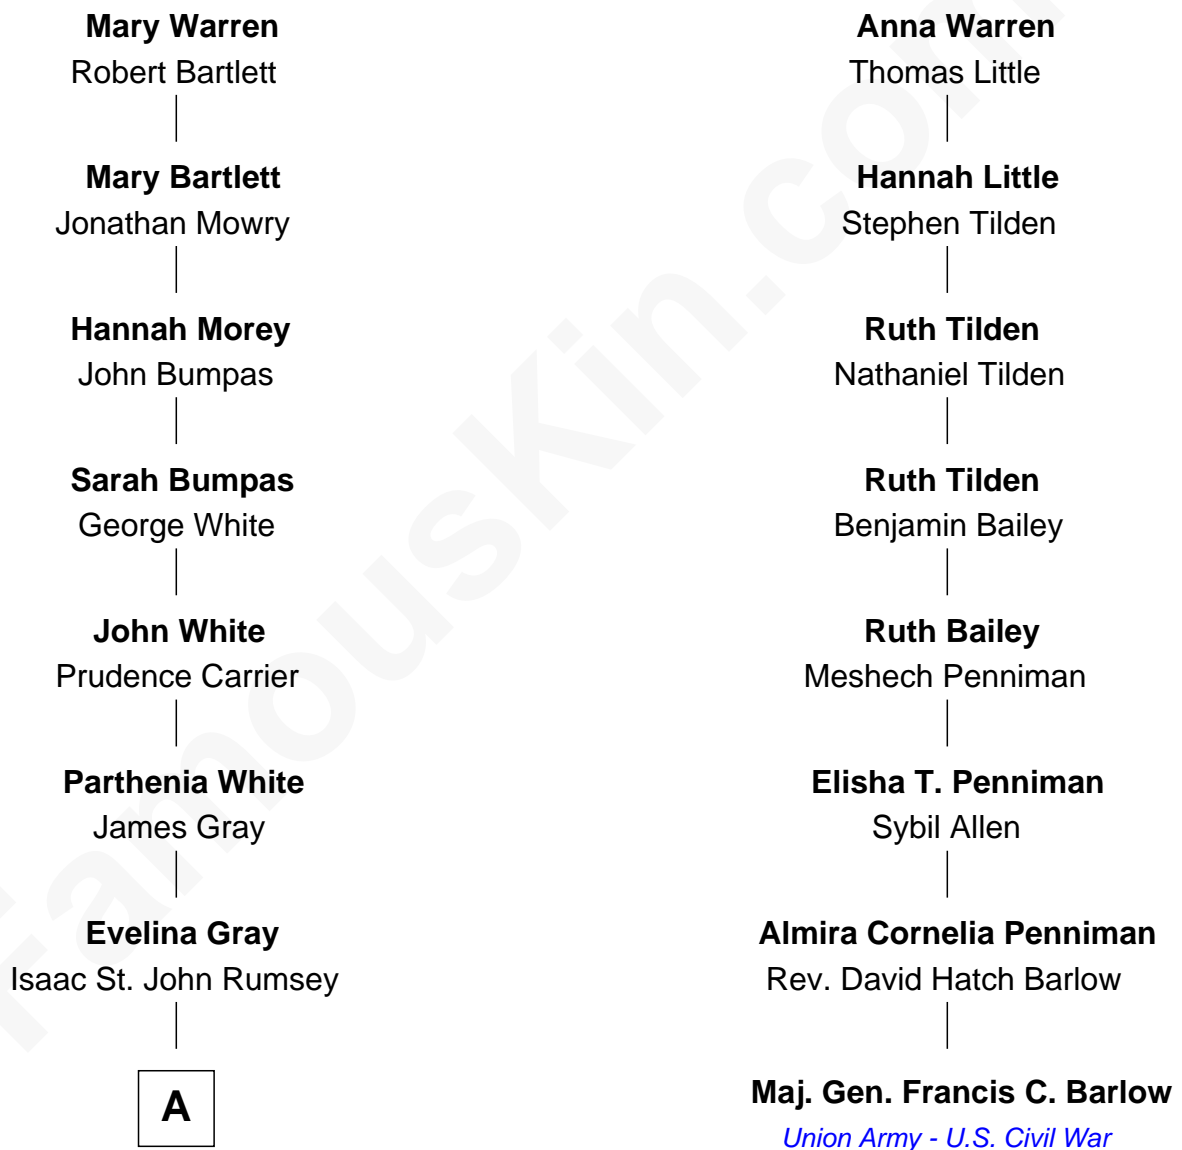 Mary Warren
Robert Bartlett
Mary Bartlett
Jonathan Mowry
Hannah Morey
John Bumpas
Sarah Bumpas
George White
John White
Prudence Carrier
Parthenia White
James Gray
Evelina Gray
Isaac St. John Rumsey
A
Anna Warren
Thomas Little
Hannah Little
Stephen Tilden
Ruth Tilden
Nathaniel Tilden
Ruth Tilden
Benjamin Bailey
Ruth Bailey
Meshech Penniman
Elisha T. Penniman
Sybil Allen
Almira Cornelia Penniman
Rev. David Hatch Barlow
Maj. Gen. Francis C. Barlow
Union Army - U.S. Civil War
FamousKin.com